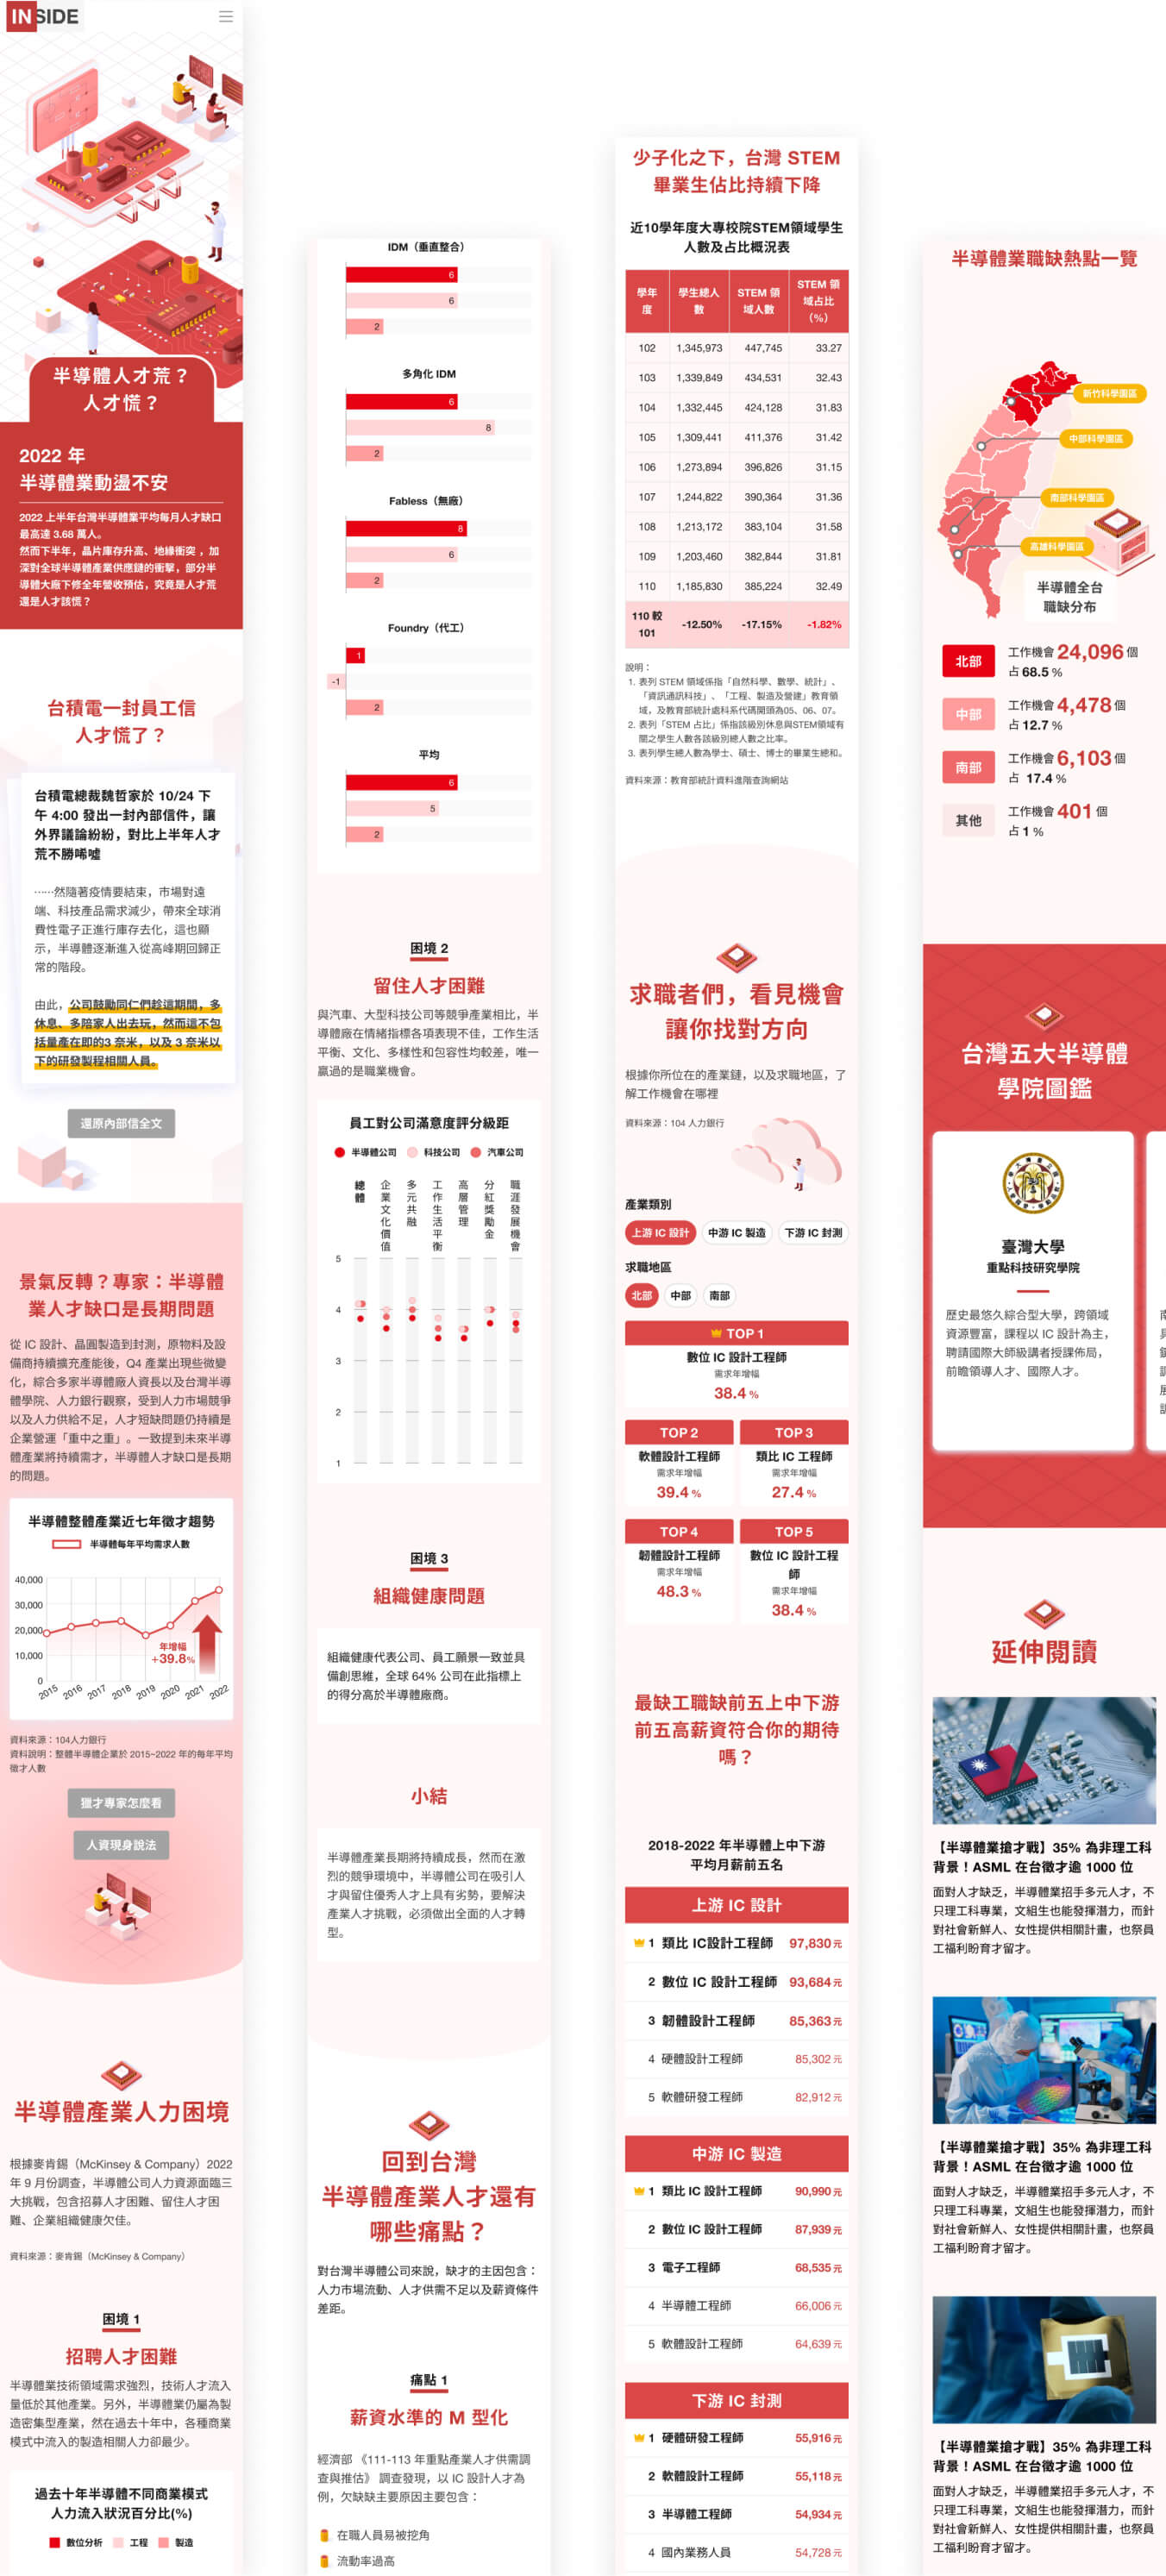 INSIDE
半導體人才荒？
人才慌？
2022 年
半導體業動盪不安
2022 上半年台灣半導體業平均每月人才缺口
最高達 3.68 萬人。
然而下半年，晶片庫存升高、地緣衝突，加
深對全球半導體產業供應鏈的衝擊，部分半
導體大廠下修全年營收預估，究竟是人才荒
還是人才該慌？
台積電一封員工信
人才慌了？
台積電總裁魏哲家於 10/24 下
午 4:00 發出一封內部信件，讓
外界議論紛紛，對比上半年人才
荒不勝唏噓
⋯⋯然隨著疫情要結束，市場對遠
端、科技產品需求減少，帶來全球消
費性電子正進行庫存去化，這也顯
示，半導體逐漸進入從高峰期回歸正
常的階段。
由此，公司鼓勵同仁們趁這期間，多
休息、多陪家人出去玩，然而這不包
括量產在即的3 奈米，以及 3 奈米以
下的研發製程相關人員。
還原內部信全文
景氣反轉？專家：半導體
業人才缺口是長期問題
從 IC 設計、晶圓製造到封測，原物料及設
備商持續擴充產能後，Q4 產業出現些微變
化，綜合多家半導體廠人資長以及台灣半導
體學院、人力銀行觀察，受到人力市場競爭
以及人力供給不足，人才短缺問題仍持續是
企業營運「重中之重」。一致提到未來半導
體產業將持續需才，半導體人才缺口是長期
的問題。
半導體整體產業近七年徵才趨勢
半導體每年平均需求人數
40,000
30,000
20,000
10,000
0
年增幅
+39.8%
2015 2016 2017 2018 2019 2020 2021 2022
資料來源：104人力銀行
資料說明：整體半導體企業於 2015~2022 年的每年平均
徵才人數
獵才專家怎麼看
人資現身說法
半導體產業人力困境
根據麥肯錫（McKinsey & Company）2022
年 9 月份調查，半導體公司人力資源面臨三
大挑戰，包含招募人才困難、留住人才困
難、企業組織健康欠佳。
資料來源：麥肯錫（McKinsey & Company）
困境 1
招聘人才困難
半導體業技術領域需求強烈，技術人才流入
量低於其他產業。另外，半導體業仍屬為製
造密集型產業，然在過去十年中，各種商業
模式中流入的製造相關人力卻最少。
過去十年半導體不同商業模式
人力流入狀況百分比(%)
數位分析 工程 製造
IDM（垂直整合）
6
6
2
多角化 IDM
6
8
2
Fabless（無廠）
8
6
2
Foundry（代工）
1
-1
2
平均
6
5
2
困境 2
留住人才困難
與汽車、大型科技公司等競爭產業相比，半
導體廠在情緒指標各項表現不佳，工作生活
平衡、文化、多樣性和包容性均較差，唯一
贏過的是職業機會。
員工對公司滿意度評分級距
半導體公司 科技公司 汽車公司
總體 企業文化價值 多元共融 工作生活平衡 高層管理 分紅獎勵金 職涯發展機會
5
4
3
2
1
困境 3
組織健康問題
組織健康代表公司、員工願景一致並具
備創思維，全球 64% 公司在此指標上
的得分高於半導體廠商。
小結
半導體產業長期將持續成長，然而在激
烈的競爭環境中，半導體公司在吸引人
才與留住優秀人才上具有劣勢，要解決
產業人才挑戰，必須做出全面的人才轉
型。
回到台灣
半導體產業人才還有
哪些痛點？
對台灣半導體公司來說，缺才的主因包含：
人力市場流動、人才供需不足以及薪資條件
差距。
痛點 1
薪資水準的 M 型化
經濟部 《111-113 年重點產業人才供需調
查與推估》 調查發現，以 IC 設計人才為
例，欠缺缺主要原因主要包含：
在職人員易被挖角
流動率過高
少子化之下，台灣 STEM
畢業生佔比持續下降
近10學年度大專校院STEM領域學生
人數及占比概況表
學年度 學生總人數 STEM 領域人數 STEM 領域占比（%）
102 1,345,973 447,745 33.27
103 1,339,849 434,531 32.43
104 1,332,445 424,128 31.83
105 1,309,441 411,376 31.42
106 1,273,894 396,826 31.15
107 1,244,822 390,364 31.36
108 1,213,172 383,104 31.58
109 1,203,460 382,844 31.81
110 1,185,830 385,224 32.49
110 較 101 -12.50% -17.15% -1.82%
說明：
1. 表列 STEM 領域係指「自然科學、數學、統計」、
「資訊通訊科技」、「工程、製造及營建」教育領
域，及教育部統計處科系代碼開頭為05、06、07。
2. 表列「STEM 占比」係指該級別休息與STEM領域有
關之學生人數各該級別總人數之比率。
3. 表列學生總人數為學士、碩士、博士的畢業生總和。
資料來源：教育部統計資料進階查詢網站
求職者們，看見機會
讓你找對方向
根據你所位在的產業鏈，以及求職地區，了
解工作機會在哪裡
資料來源：104 人力銀行
產業類別
上游 IC 設計 中游 IC 製造 下游 IC 封測
求職地區
北部 中部 南部
TOP 1
數位 IC 設計工程師
需求年增幅
38.4 %
TOP 2
軟體設計工程師
需求年增幅
39.4 %
TOP 3
類比 IC 工程師
需求年增幅
27.4 %
TOP 4
韌體設計工程師
需求年增幅
48.3 %
TOP 5
數位 IC 設計工程
師
需求年增幅
38.4 %
最缺工職缺前五上中下游
前五高薪資符合你的期待
嗎？
2018-2022 年半導體上中下游
平均月薪前五名
上游 IC 設計
1 類比 IC設計工程師 97,830 元
2 數位 IC 設計工程師 93,684 元
3 韌體設計工程師 85,363 元
4 硬體設計工程師 85,302 元
5 軟體研發工程師 82,912 元
中游 IC 製造
1 類比 IC 設計工程師 90,990 元
2 數位 IC 設計工程師 87,939 元
3 電子工程師 68,535 元
4 半導體工程師 66,006 元
5 軟體設計工程師 64,639 元
下游 IC 封測
1 硬體研發工程師 55,916 元
2 軟體設計工程師 55,118 元
3 半導體工程師 54,934 元
4 國內業務人員 54,728 元
半導體業職缺熱點一覽
新竹科學園區
中部科學園區
南部科學園區
高雄科學園區
半導體全台
職缺分布
北部 工作機會 24,096 個
占 68.5 %
中部 工作機會 4,478 個
占 12.7 %
南部 工作機會 6,103 個
占 17.4 %
其他 工作機會 401 個
占 1 %
台灣五大半導體
學院圖鑑
臺灣大學
重點科技研究學院
歷史最悠久綜合型大學，跨領域
資源豐富，課程以 IC 設計為主，
聘請國際大師級講者授課佈局，
前瞻領導人才、國際人才。
延伸閱讀
【半導體業搶才戰】35% 為非理工科
背景！ASML 在台徵才逾 1000 位
面對人才缺乏，半導體業招手多元人才，不
只理工科專業，文組生也能發揮潛力，而針
對社會新鮮人、女性提供相關計畫，也祭員
工福利盼育才留才。
【半導體業搶才戰】35% 為非理工科
背景！ASML 在台徵才逾 1000 位
面對人才缺乏，半導體業招手多元人才，不
只理工科專業，文組生也能發揮潛力，而針
對社會新鮮人、女性提供相關計畫，也祭員
工福利盼育才留才。
【半導體業搶才戰】35% 為非理工科
背景！ASML 在台徵才逾 1000 位
面對人才缺乏，半導體業招手多元人才，不
只理工科專業，文組生也能發揮潛力，而針
對社會新鮮人、女性提供相關計畫，也祭員
工福利盼育才留才。